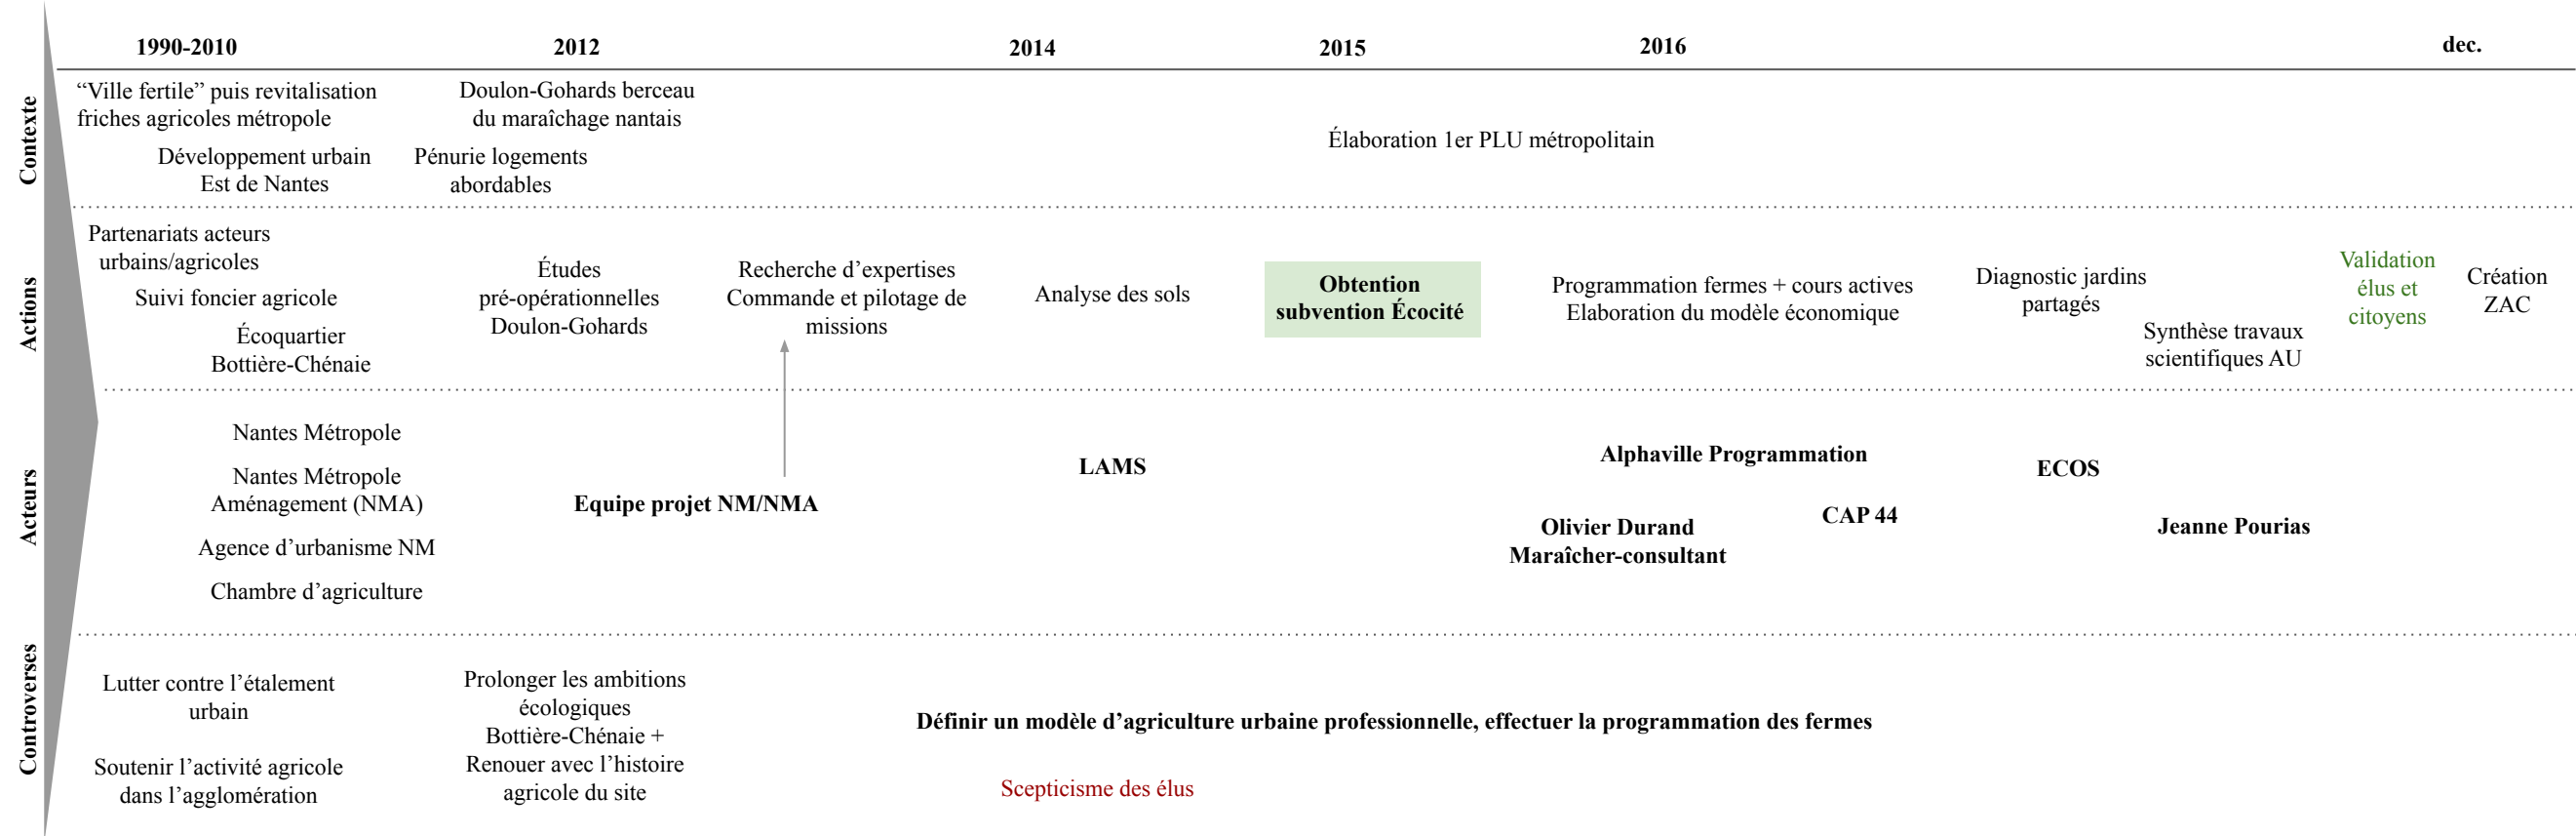 1990-2010
2012
2014
2015
2016
dec.
Contexte
“Ville fertile” puis revitalisation
friches agricoles métropole
Développement urbain
Est de Nantes
Doulon-Gohards berceau
du maraîchage nantais
Pénurie logements
abordables
Élaboration 1er PLU métropolitain
Actions
Partenariats acteurs
urbains/agricoles
Suivi foncier agricole
Écoquartier
Bottière-Chénaie
Études
pré-opérationnelles
Doulon-Gohards
Recherche d’expertises
Commande et pilotage de
missions
Analyse des sols
Obtention
subvention Écocité
Programmation fermes + cours actives
Elaboration du modèle économique
Diagnostic jardins
partagés
Synthèse travaux
scientifiques AU
Validation
élus et
citoyens
Création
ZAC
Acteurs
Nantes Métropole
Nantes Métropole
Aménagement (NMA)
Agence d’urbanisme NM
Chambre d’agriculture
Equipe projet NM/NMA
LAMS
Alphaville Programmation
Olivier Durand
Maraîcher-consultant
CAP 44
ECOS
Jeanne Pourias
Controverses
Lutter contre l’étalement
urbain
Soutenir l’activité agricole
dans l’agglomération
Prolonger les ambitions
écologiques
Bottière-Chénaie +
Renouer avec l’histoire
agricole du site
Définir un modèle d’agriculture urbaine professionnelle, effectuer la programmation des fermes
Scepticisme des élus